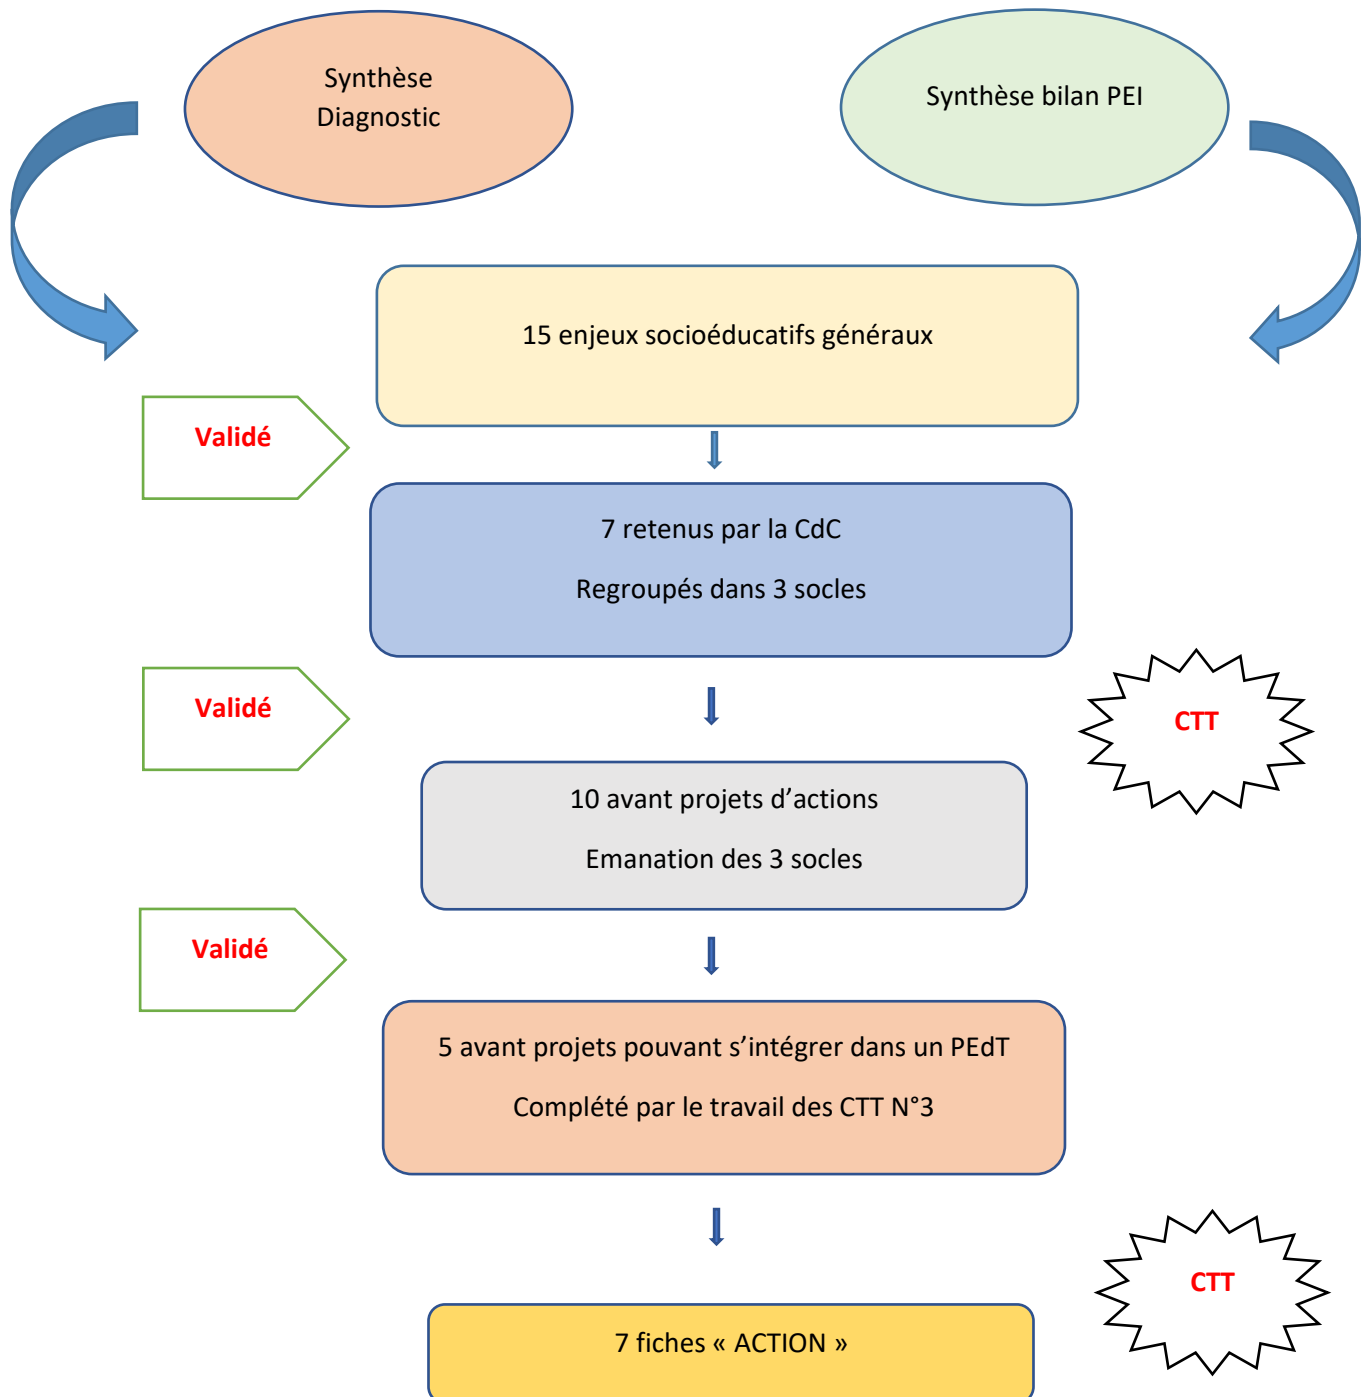 Synthèse
Diagnostic
Synthèse bilan PEI
15 enjeux socioéducatifs généraux
Validé
7 retenus par la CdC
Regroupés dans 3 socles
Validé
CTT
10 avant projets d’actions
Emanation des 3 socles
Validé
5 avant projets pouvant s’intégrer dans un PEdT
Complété par le travail des CTT N°3
CTT
7 fiches « ACTION »